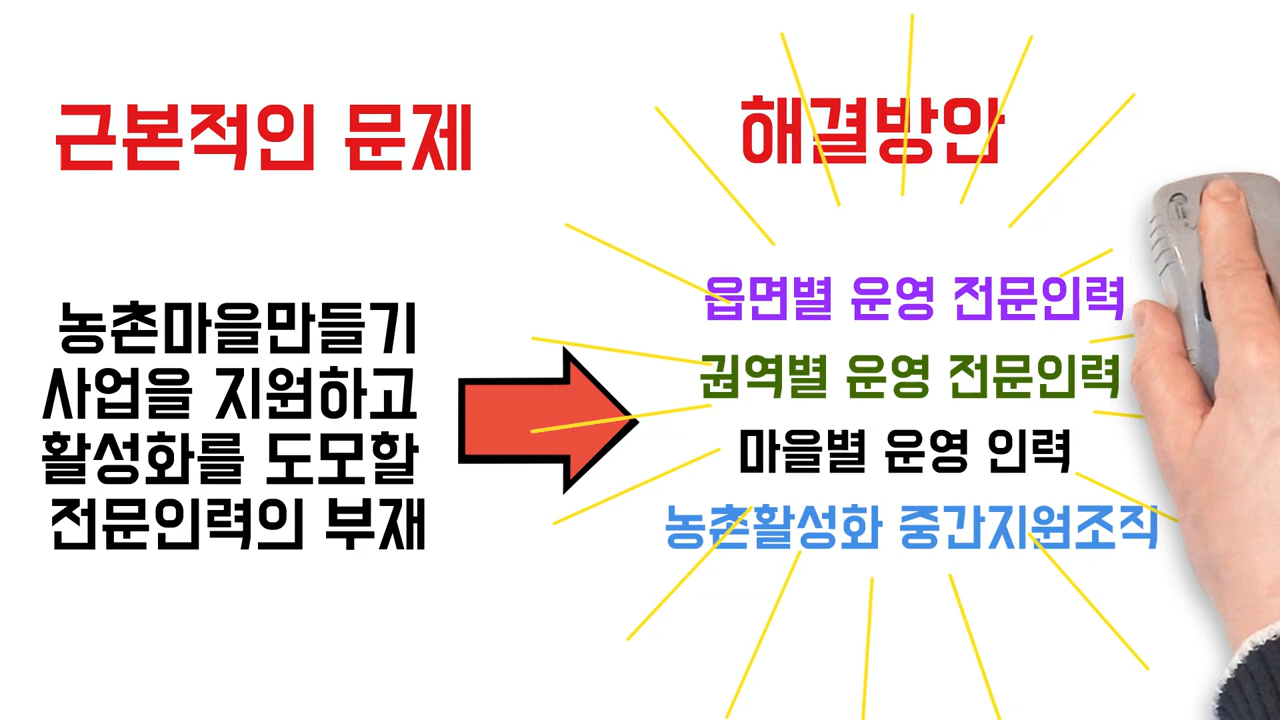 근본적인 문제
농촌마을만들기
사업을 지원하고
활성화를 도모할
전문인력의 부재
해결방안
읍면별 운영 전문인력
권역별 운영 전문인력
마을별 운영 인력
농촌활성화 중간지원조직